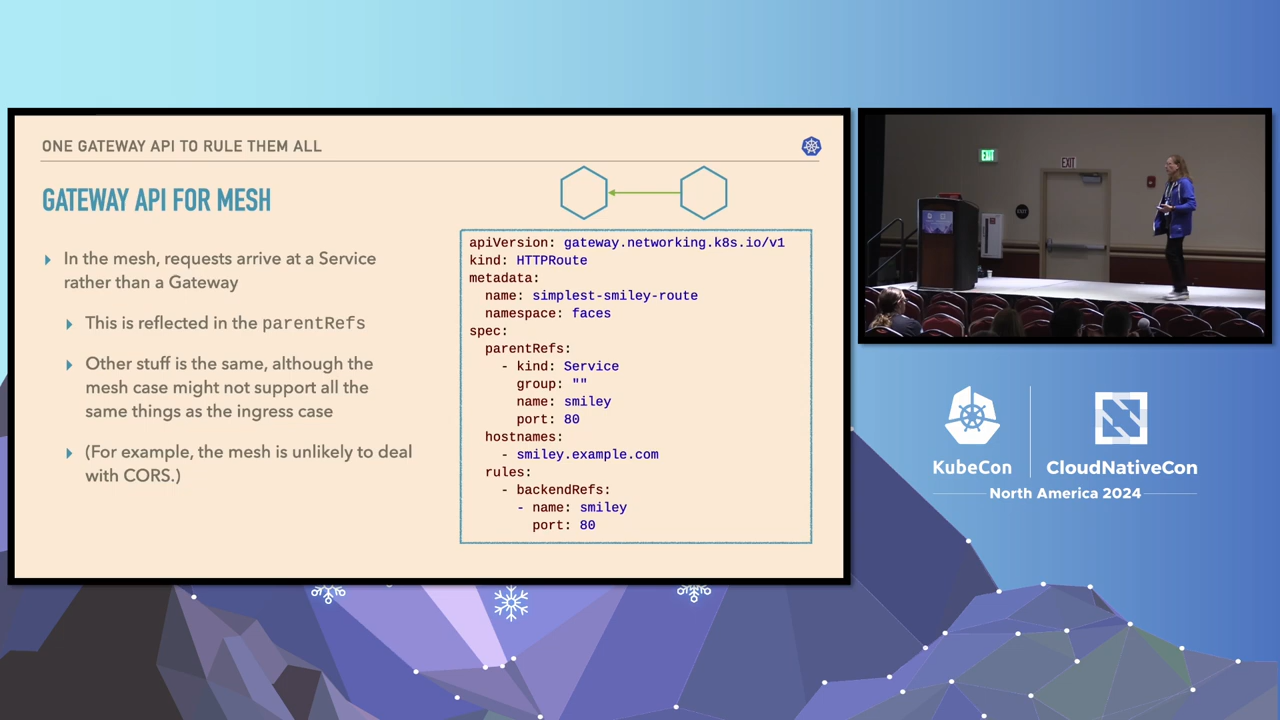 ONE GATEWAY API TO RULE THEM ALL
GATEWAY API FOR MESH
In the mesh, requests arrive at a Service
rather than a Gateway
This is reflected in the parentRefs
Other stuff is the same, although the
mesh case might not support all the
same things as the ingress case
(For example, the mesh is unlikely to deal
with CORS.)
apiVersion: gateway.networking.k8s.io/v1
kind: HTTPRoute
metadata:
  name: simplest-smiley-route
  namespace: faces
spec:
  parentRefs:
    - kind: Service
      group: ""
      name: smiley
      port: 80
  hostnames:
    - smiley.example.com
  rules:
    - backendRefs:
      - name: smiley
        port: 80
EXIT
EXIT
EXIT
KubeCon
CloudNativeCon
North America 2024